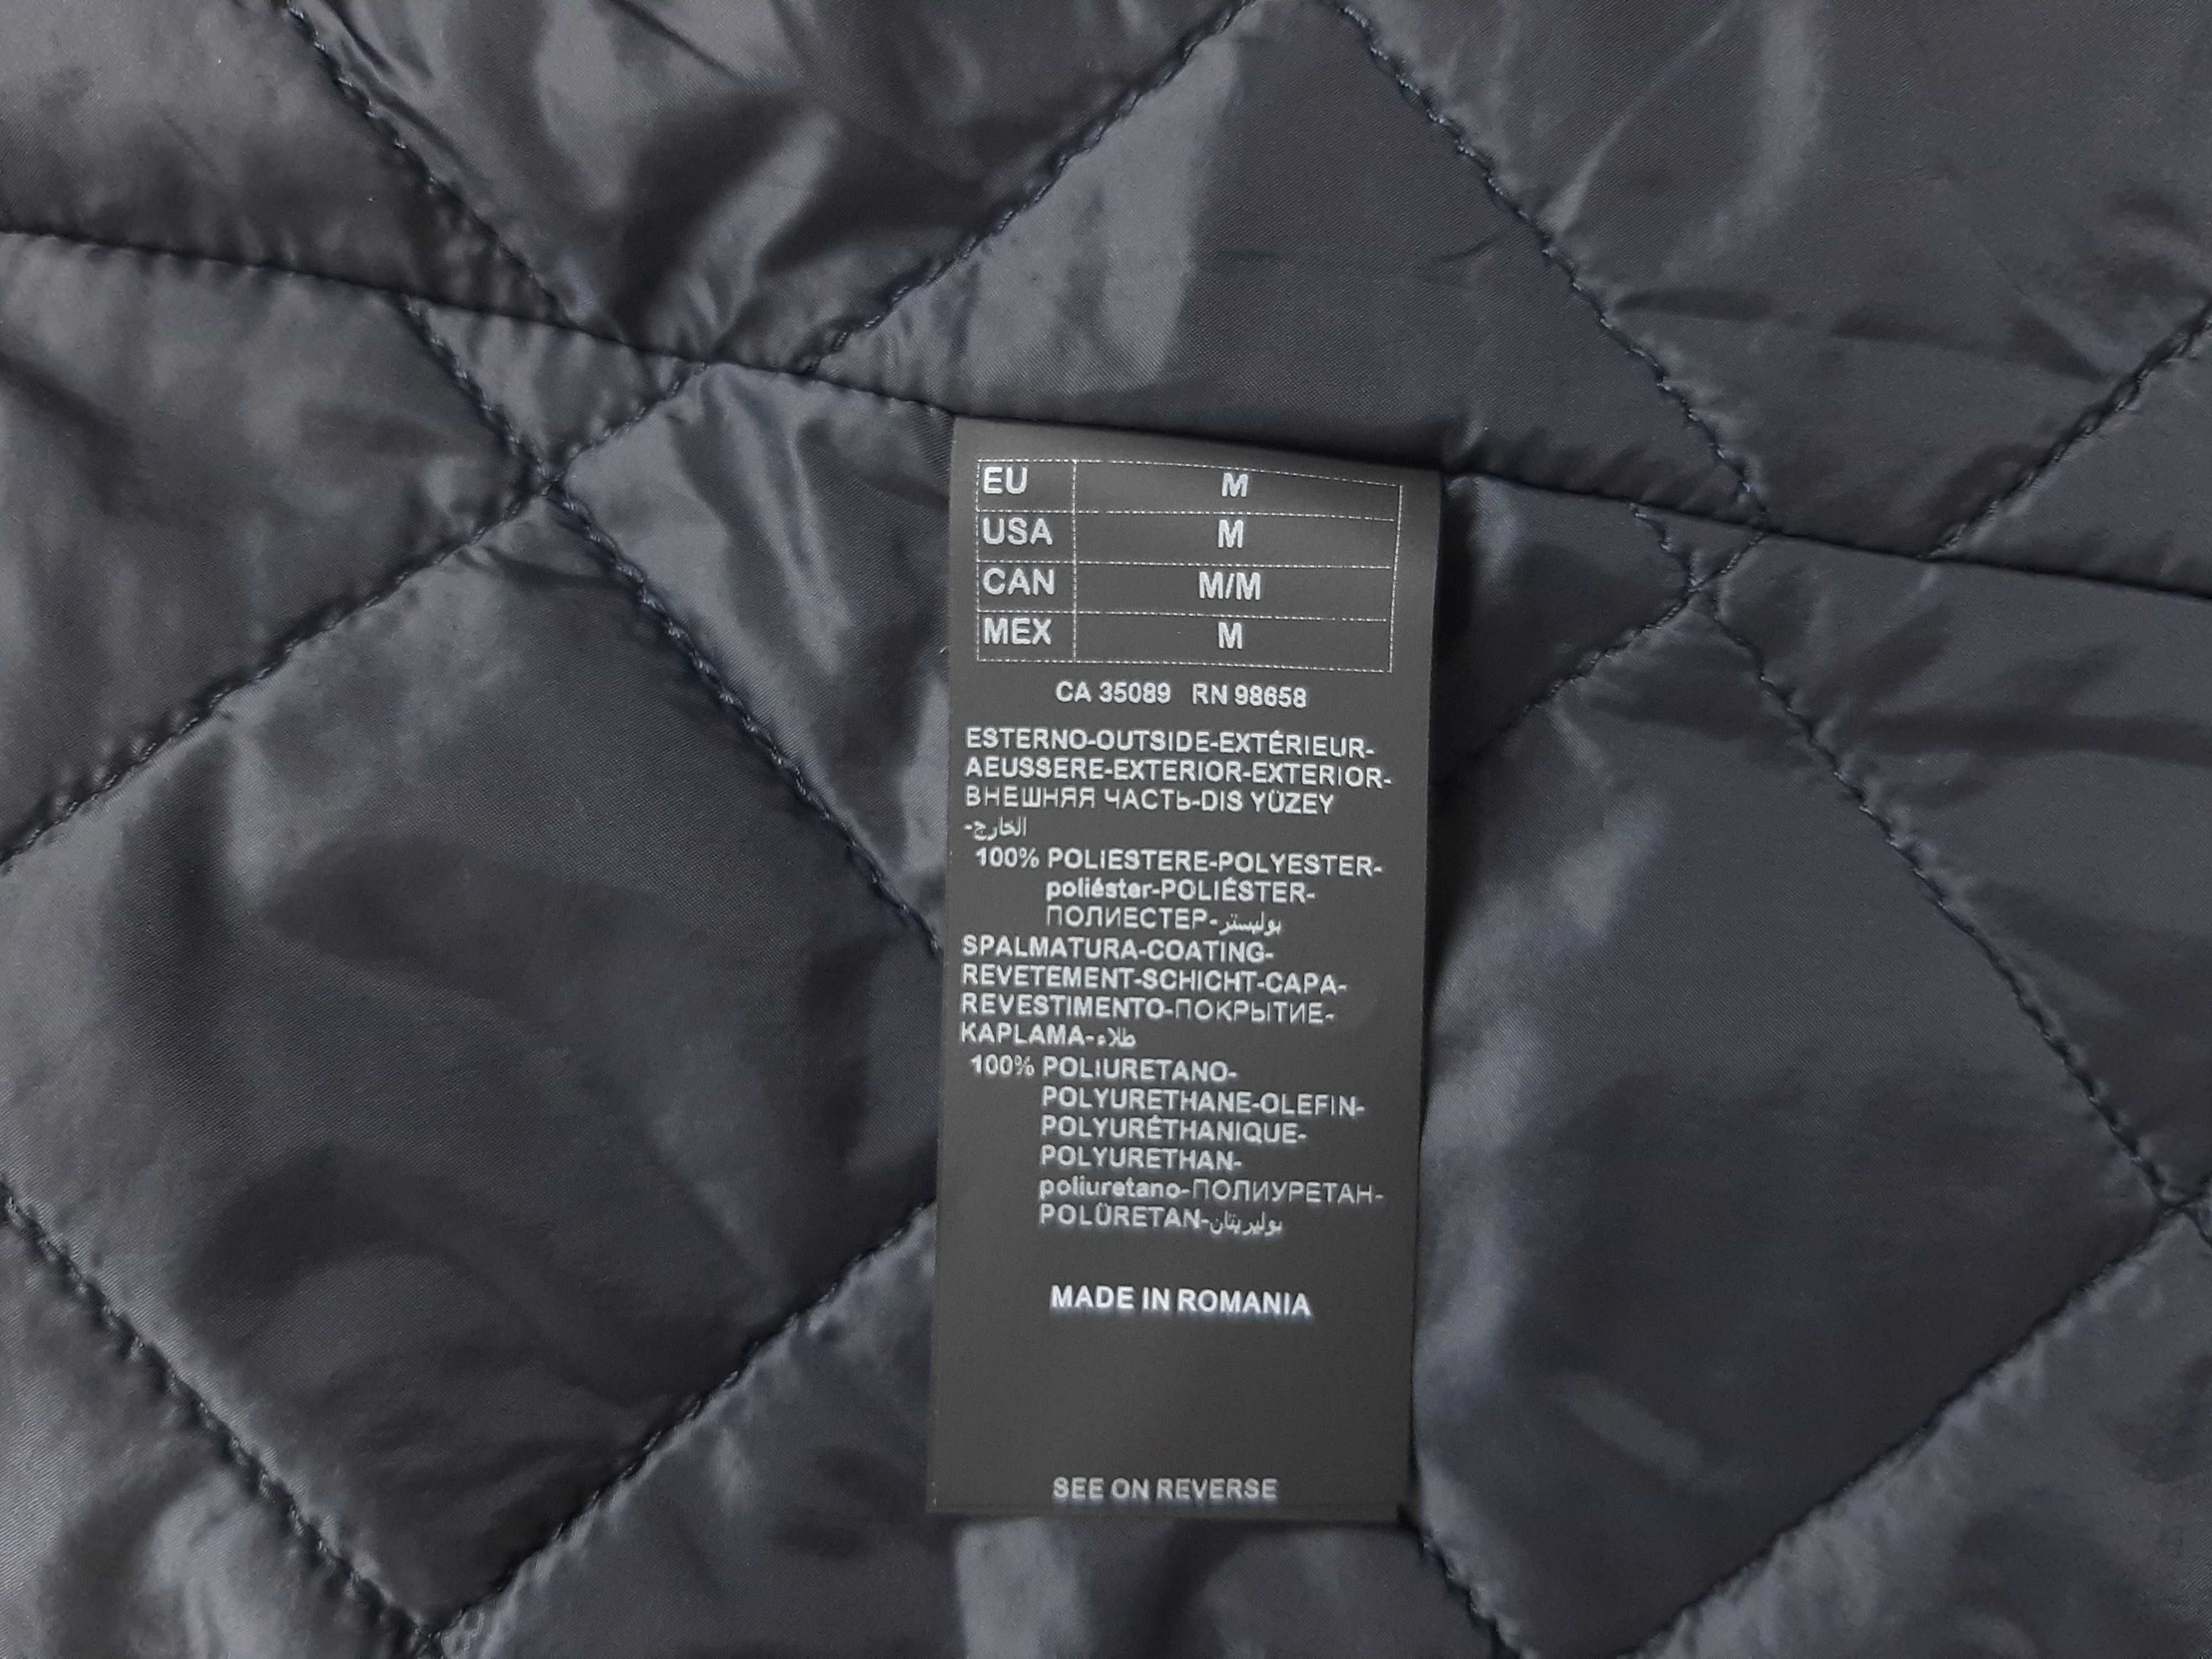 EU M
USA M
CAN M/M
MEX M
CA 35089 RN 98658
ESTERNO-OUTSIDE-EXTÉRIEUR-
AEUSSERE-EXTERIOR-EXTERIOR-
ВНЕШНЯЯ ЧАСТЬ-DIS YÜZEY
-الخارج
100% POLIESTERE-POLYESTER-
poliéster-POLIÉSTER-
ПОЛИЕСТЕР-بوليستر
SPALMATURA-COATING-
REVETEMENT-SCHICHT-CAPA-
REVESTIMENTO-ПОКРЫТИЕ-
KAPLAMA-طلاء
100% POLIURETANO-
POLYURETHANE-OLEFIN-
POLYURÉTHANIQUE-
POLYURETHAN-
poliuretano-ПОЛИУРЕТАН-
POLÜRETAN-بوليريتان
MADE IN ROMANIA
SEE ON REVERSE